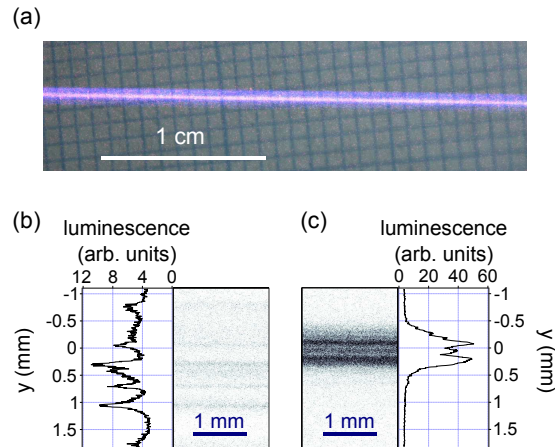 (a)
1 cm
(b)
luminescence
(arb. units)
12 8 4 0
-1
-0.5
0
0.5
1
1.5
y (mm)
1 mm
(c)
luminescence
(arb. units)
0 20 40 60
-1
-0.5
0
0.5
1
1.5
y (mm)
1 mm